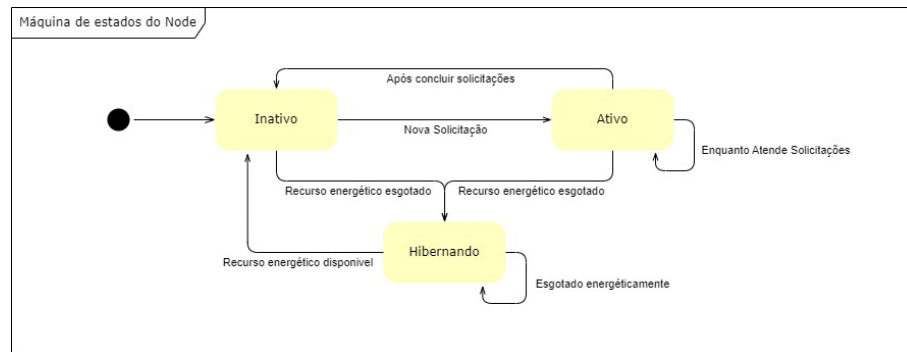 Máquina de estados do Node
Após concluir solicitações
Inativo
Ativo
Nova Solicitação
Enquanto Atende Solicitações
Recurso energético esgotado
Recurso energético esgotado
Hibernando
Recurso energético disponivel
Esgotado energéticamente